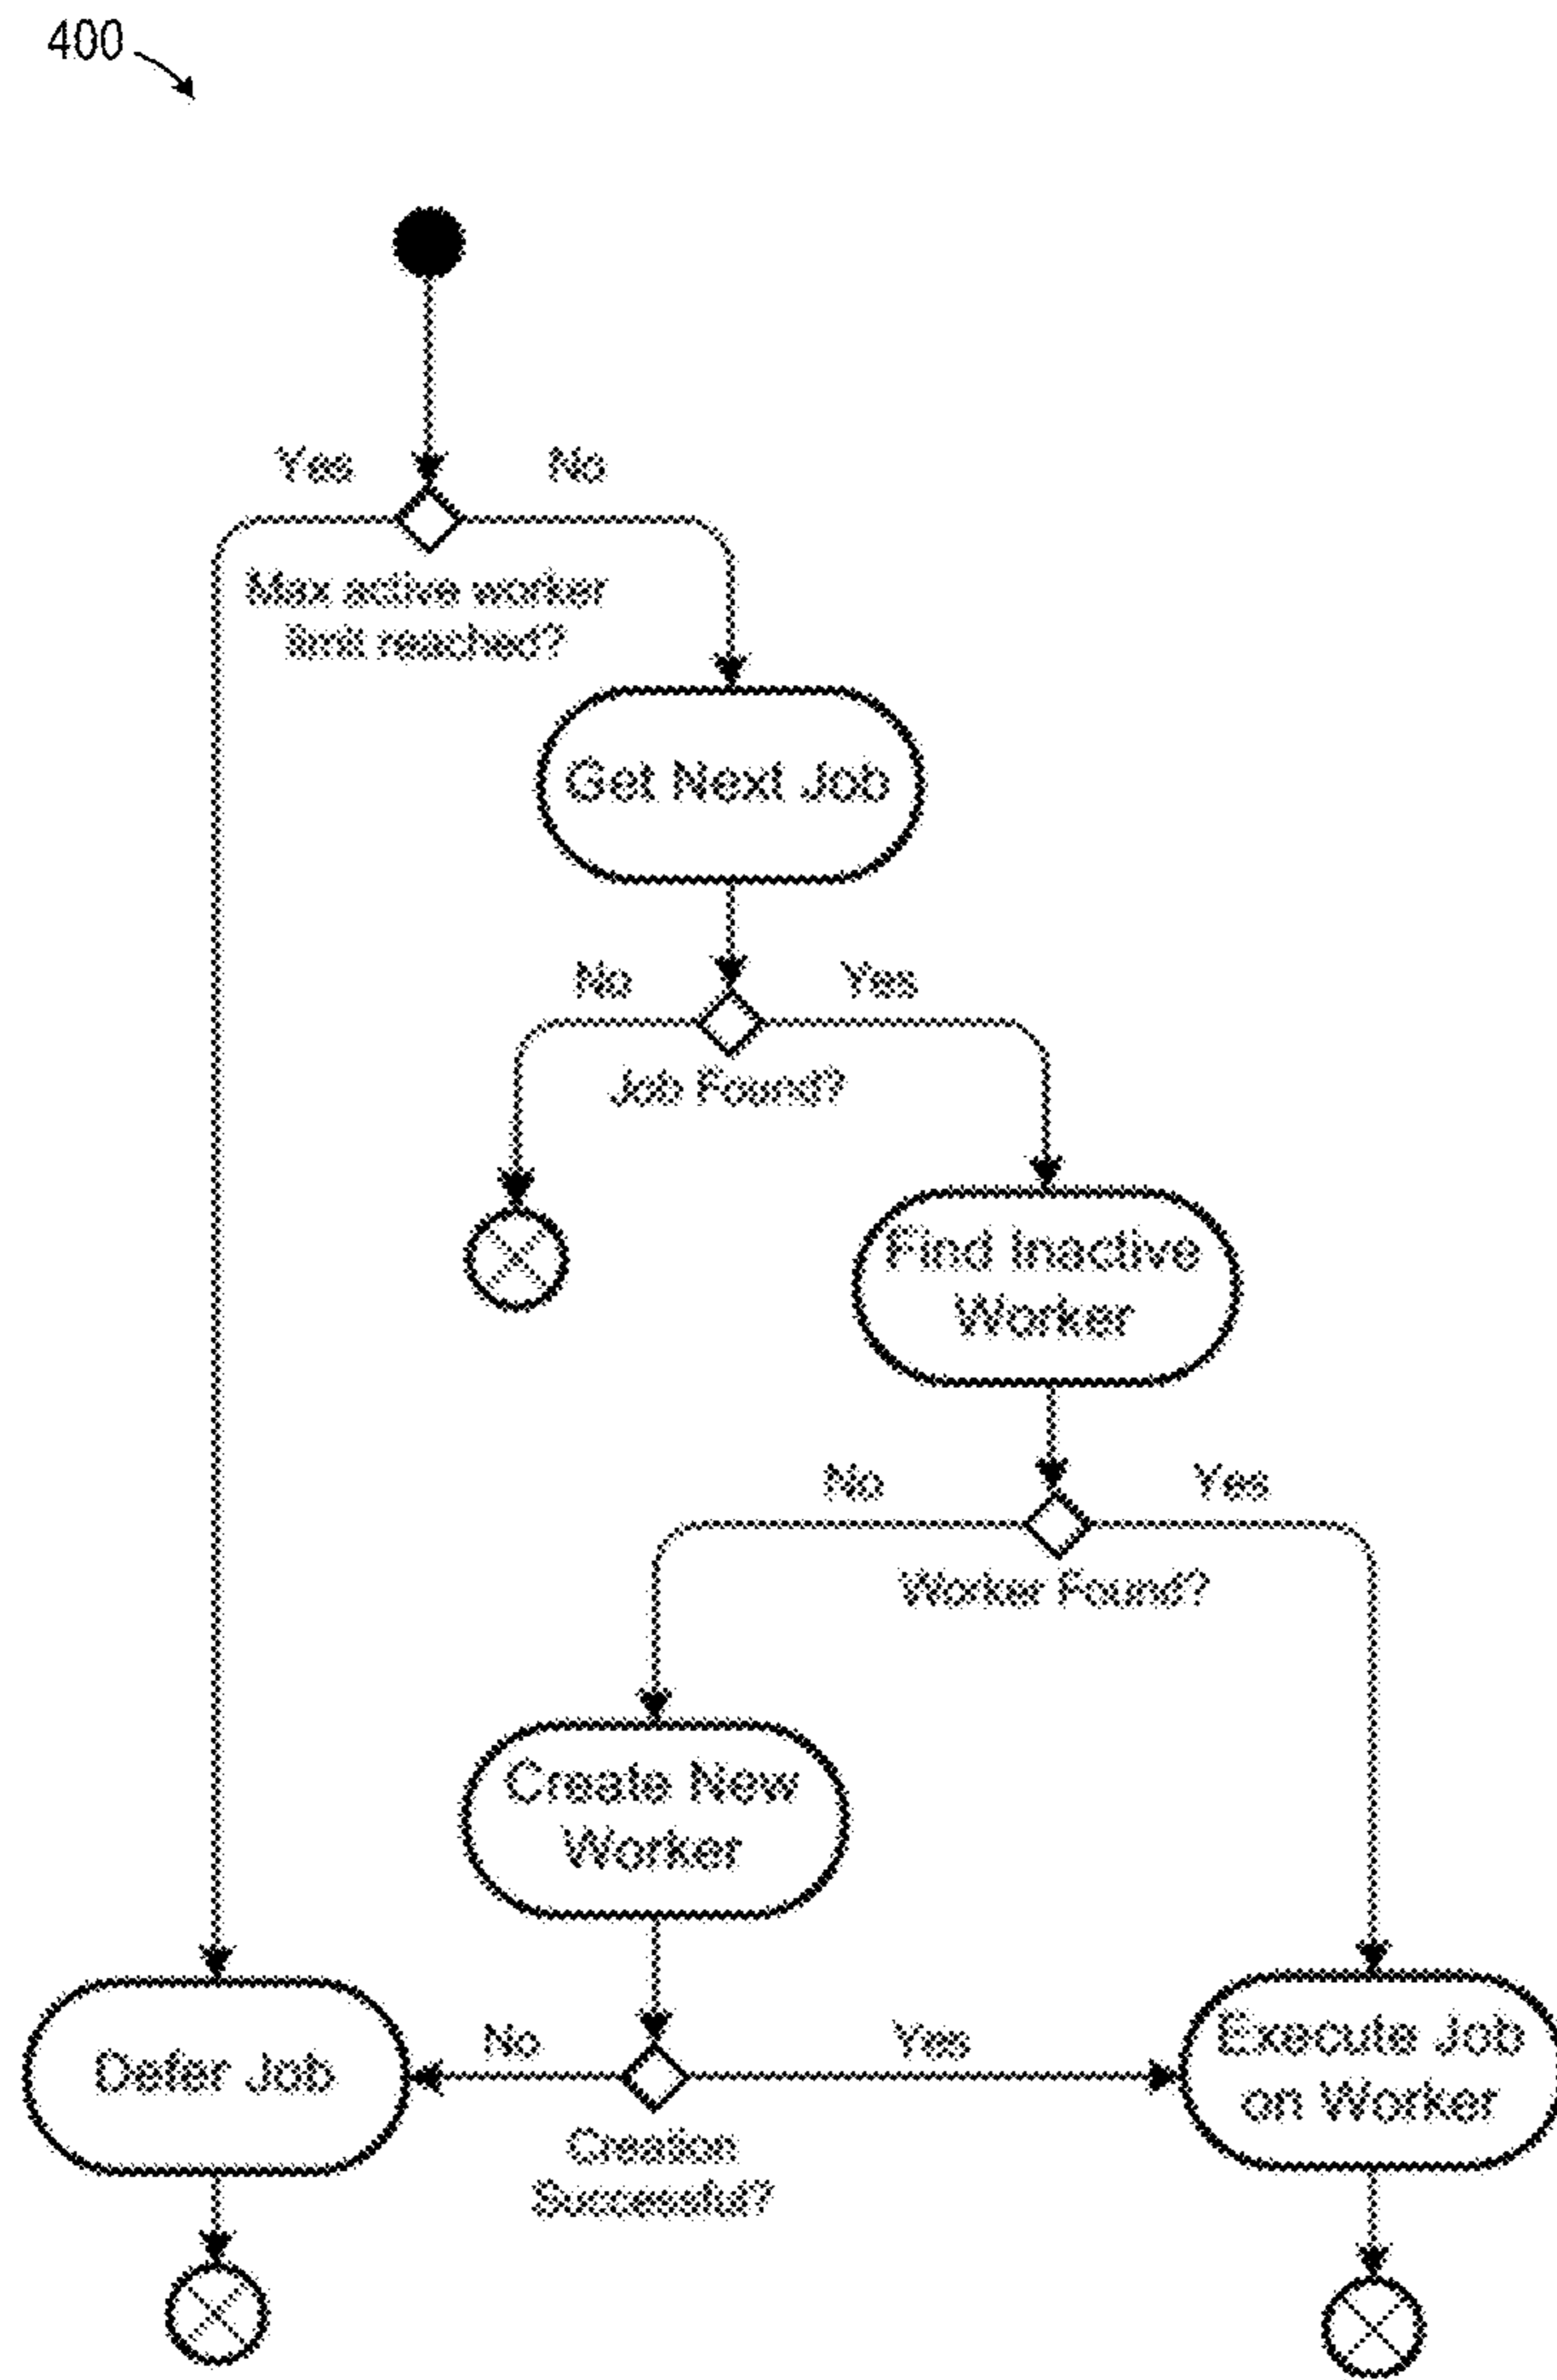 400
Yes
No
Max active worker
limit reached?
Get Next Job
No
Yes
Job Found?
Find Inactive
Worker
No
Yes
Worker Found?
Create New
Worker
No
Yes
Defer Job
Execute Job
on Worker
Creation
Successful?